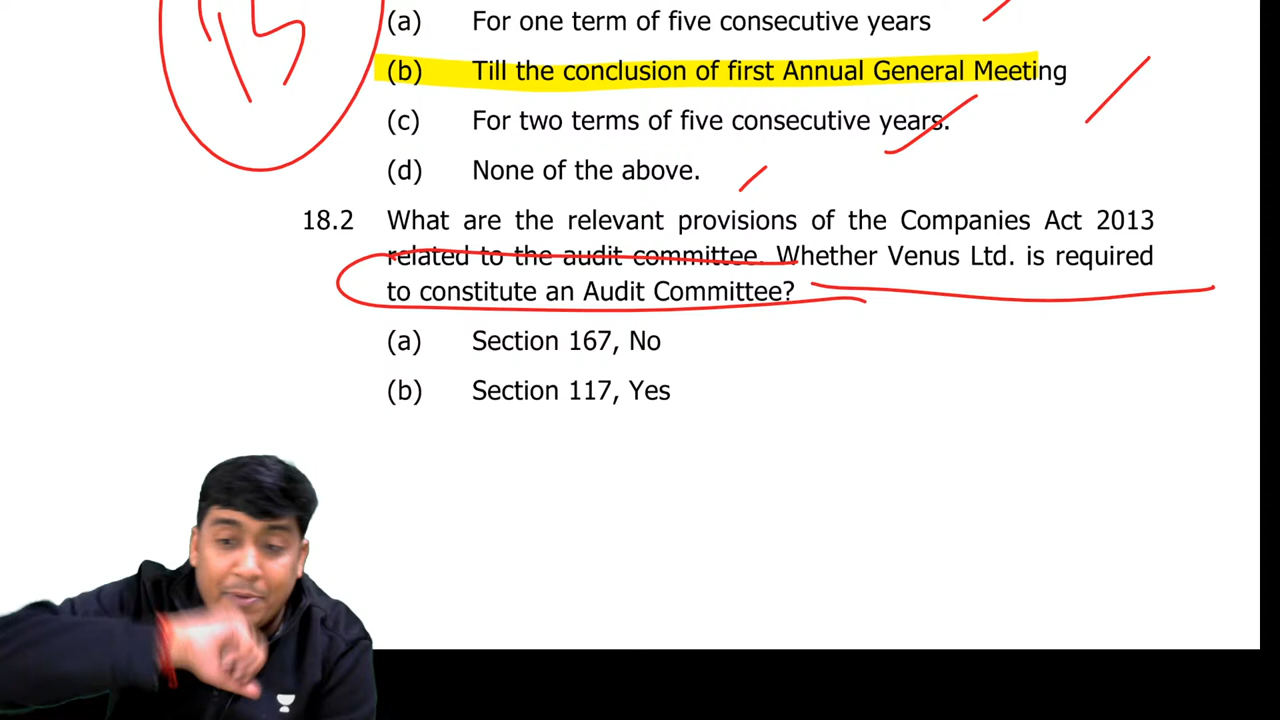 (a) For one term of five consecutive years
(b) Till the conclusion of first Annual General Meeting
(c) For two terms of five consecutive years.
(d) None of the above.
18.2 What are the relevant provisions of the Companies Act 2013
related to the audit committee. Whether Venus Ltd. is required
to constitute an Audit Committee?
(a) Section 167, No
(b) Section 117, Yes